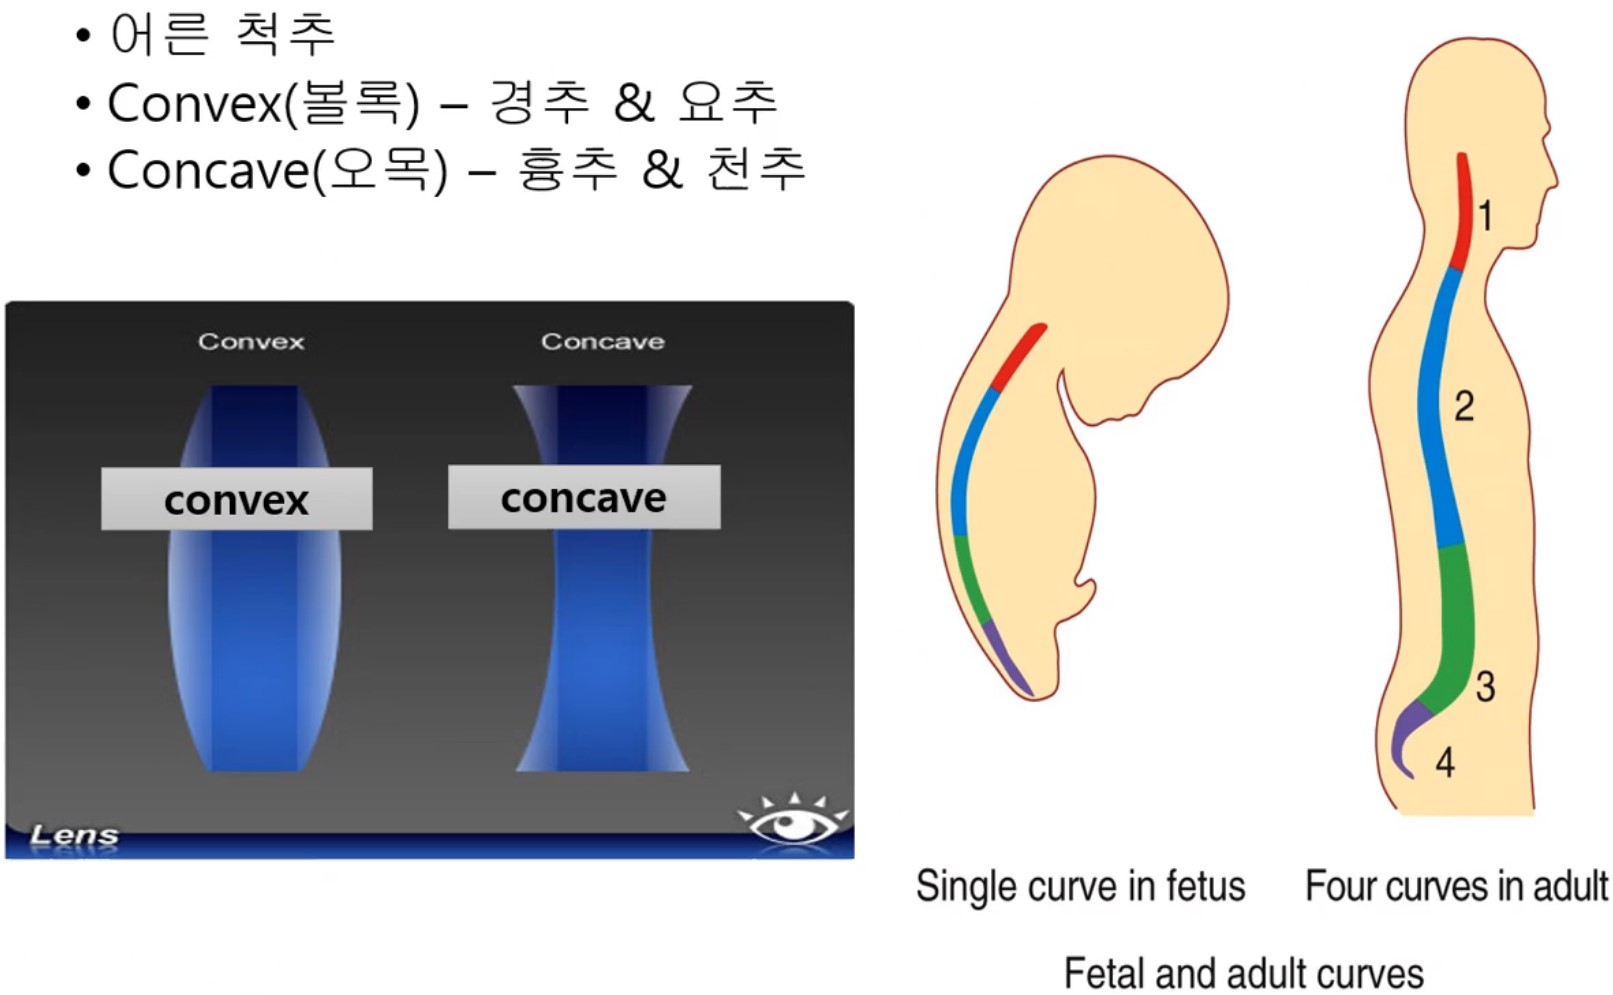 • 어른 척추
• Convex(볼록) – 경추 & 요추
• Concave(오목) – 흉추 & 천추
Convex
Concave
convex
concave
Lens
1
2
3
4
Single curve in fetus
Four curves in adult
Fetal and adult curves